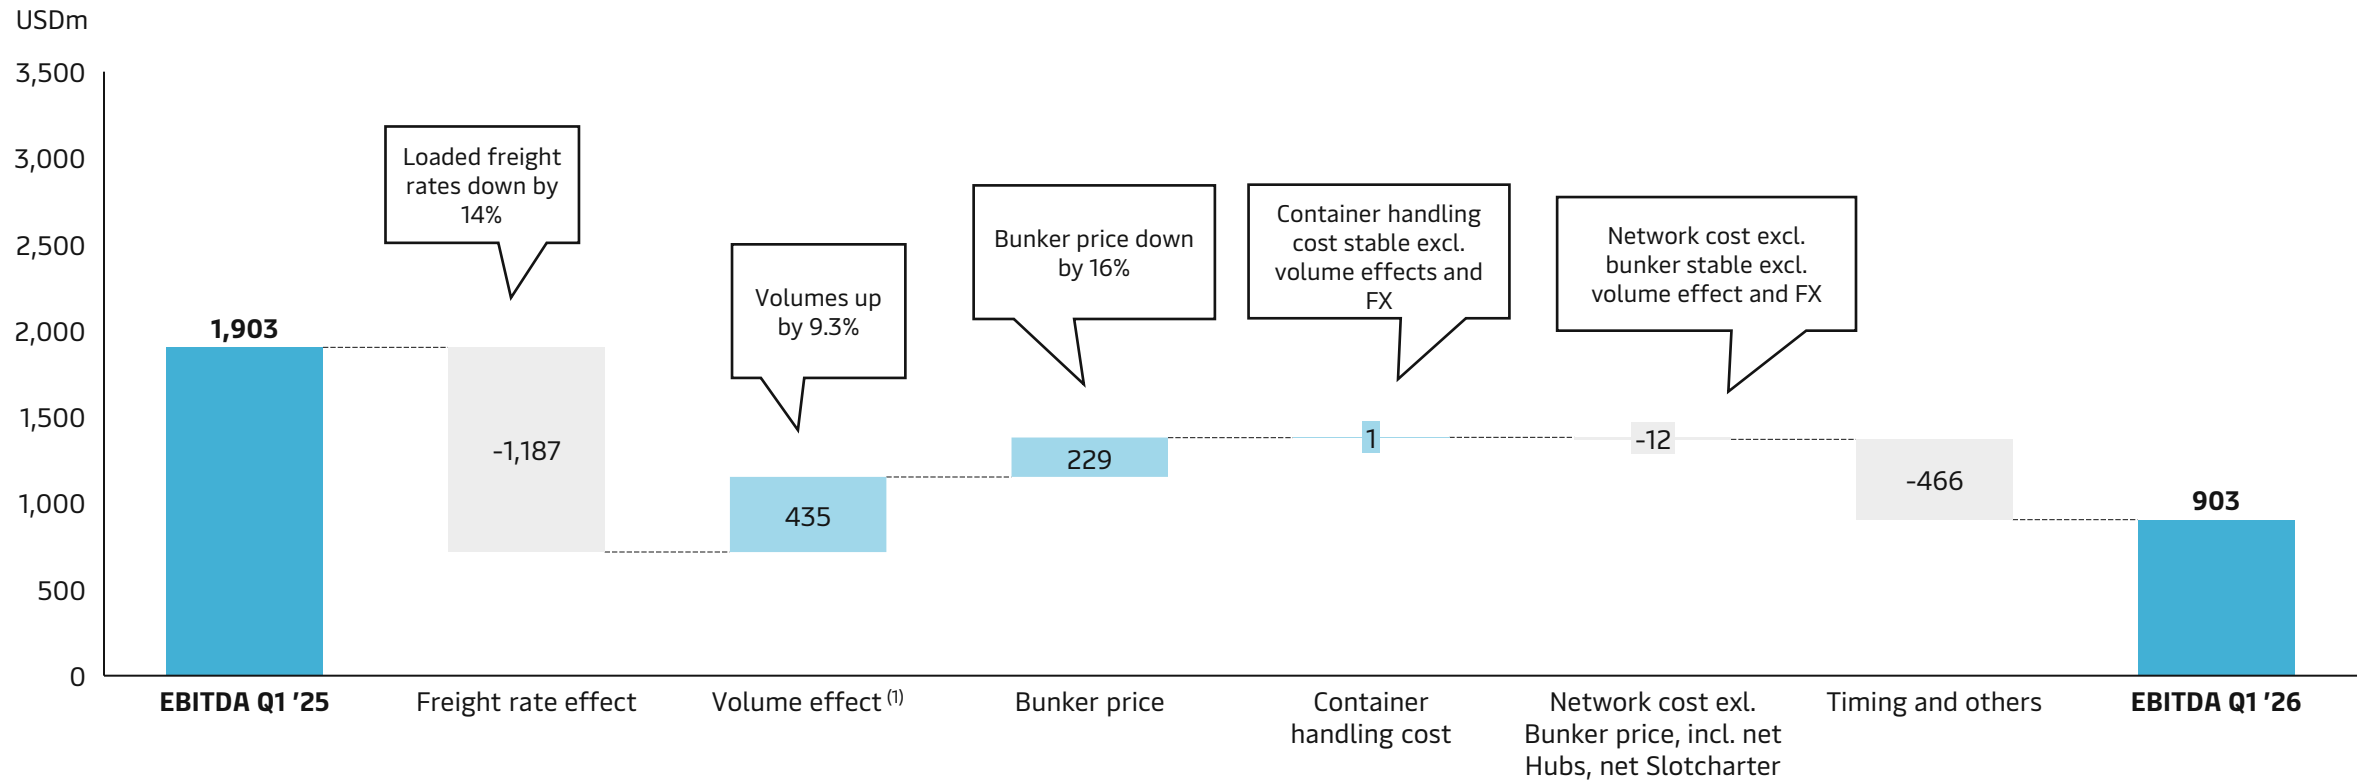 USDm
3,500
3,000
2,500
2,000
1,500
1,000
500
0
Loaded freight
rates down by
14%
Volumes up
by 9.3%
Bunker price down
by 16%
Container handling
cost stable excl.
volume effects and
FX
Network cost excl.
bunker stable excl.
volume effect and FX
1,903
-1,187
435
229
1
-12
-466
903
EBITDA Q1 '25
Freight rate effect
Volume effect (1)
Bunker price
Container
handling cost
Network cost exl.
Bunker price, incl. net
Hubs, net Slotcharter
Timing and others
EBITDA Q1 '26